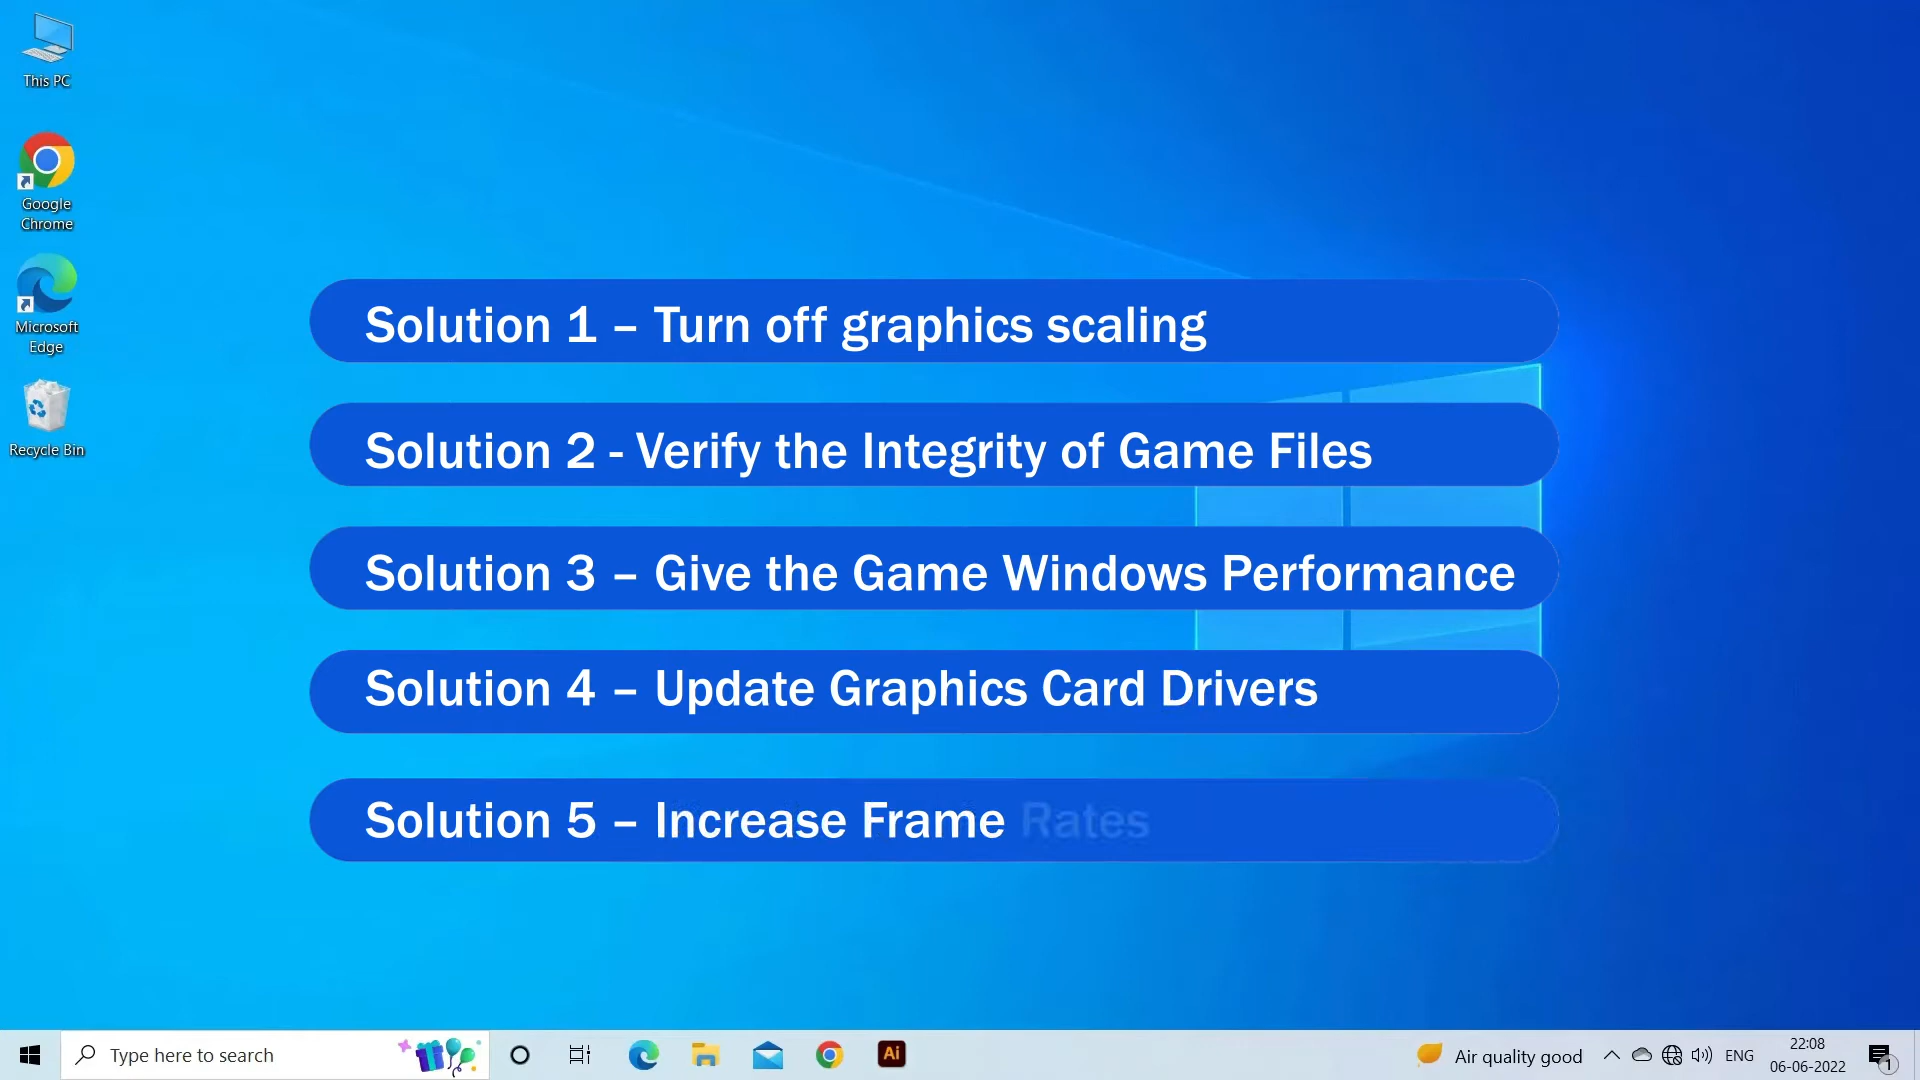 This PC
Google
Chrome
Microsoft
Edge
Recycle Bin
Solution 1 – Turn off graphics scaling
Solution 2 - Verify the Integrity of Game Files
Solution 3 – Give the Game Windows Performance
Solution 4 – Update Graphics Card Drivers
Solution 5 – Increase Frame Rates
Type here to search
Ai
Air quality good
ENG
22:08
06-06-2022
1